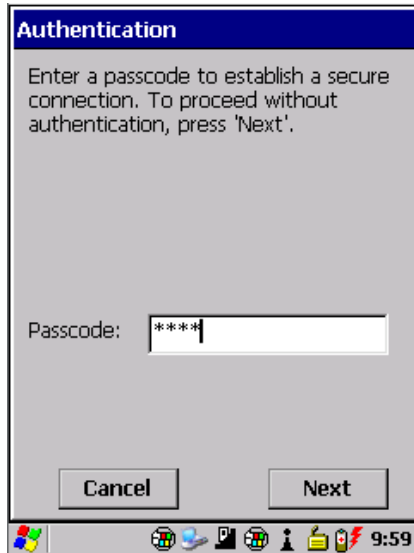 Authentication
Enter a passcode to establish a secure
connection. To proceed without
authentication, press 'Next'.
Passcode: ****
Cancel Next
9:59